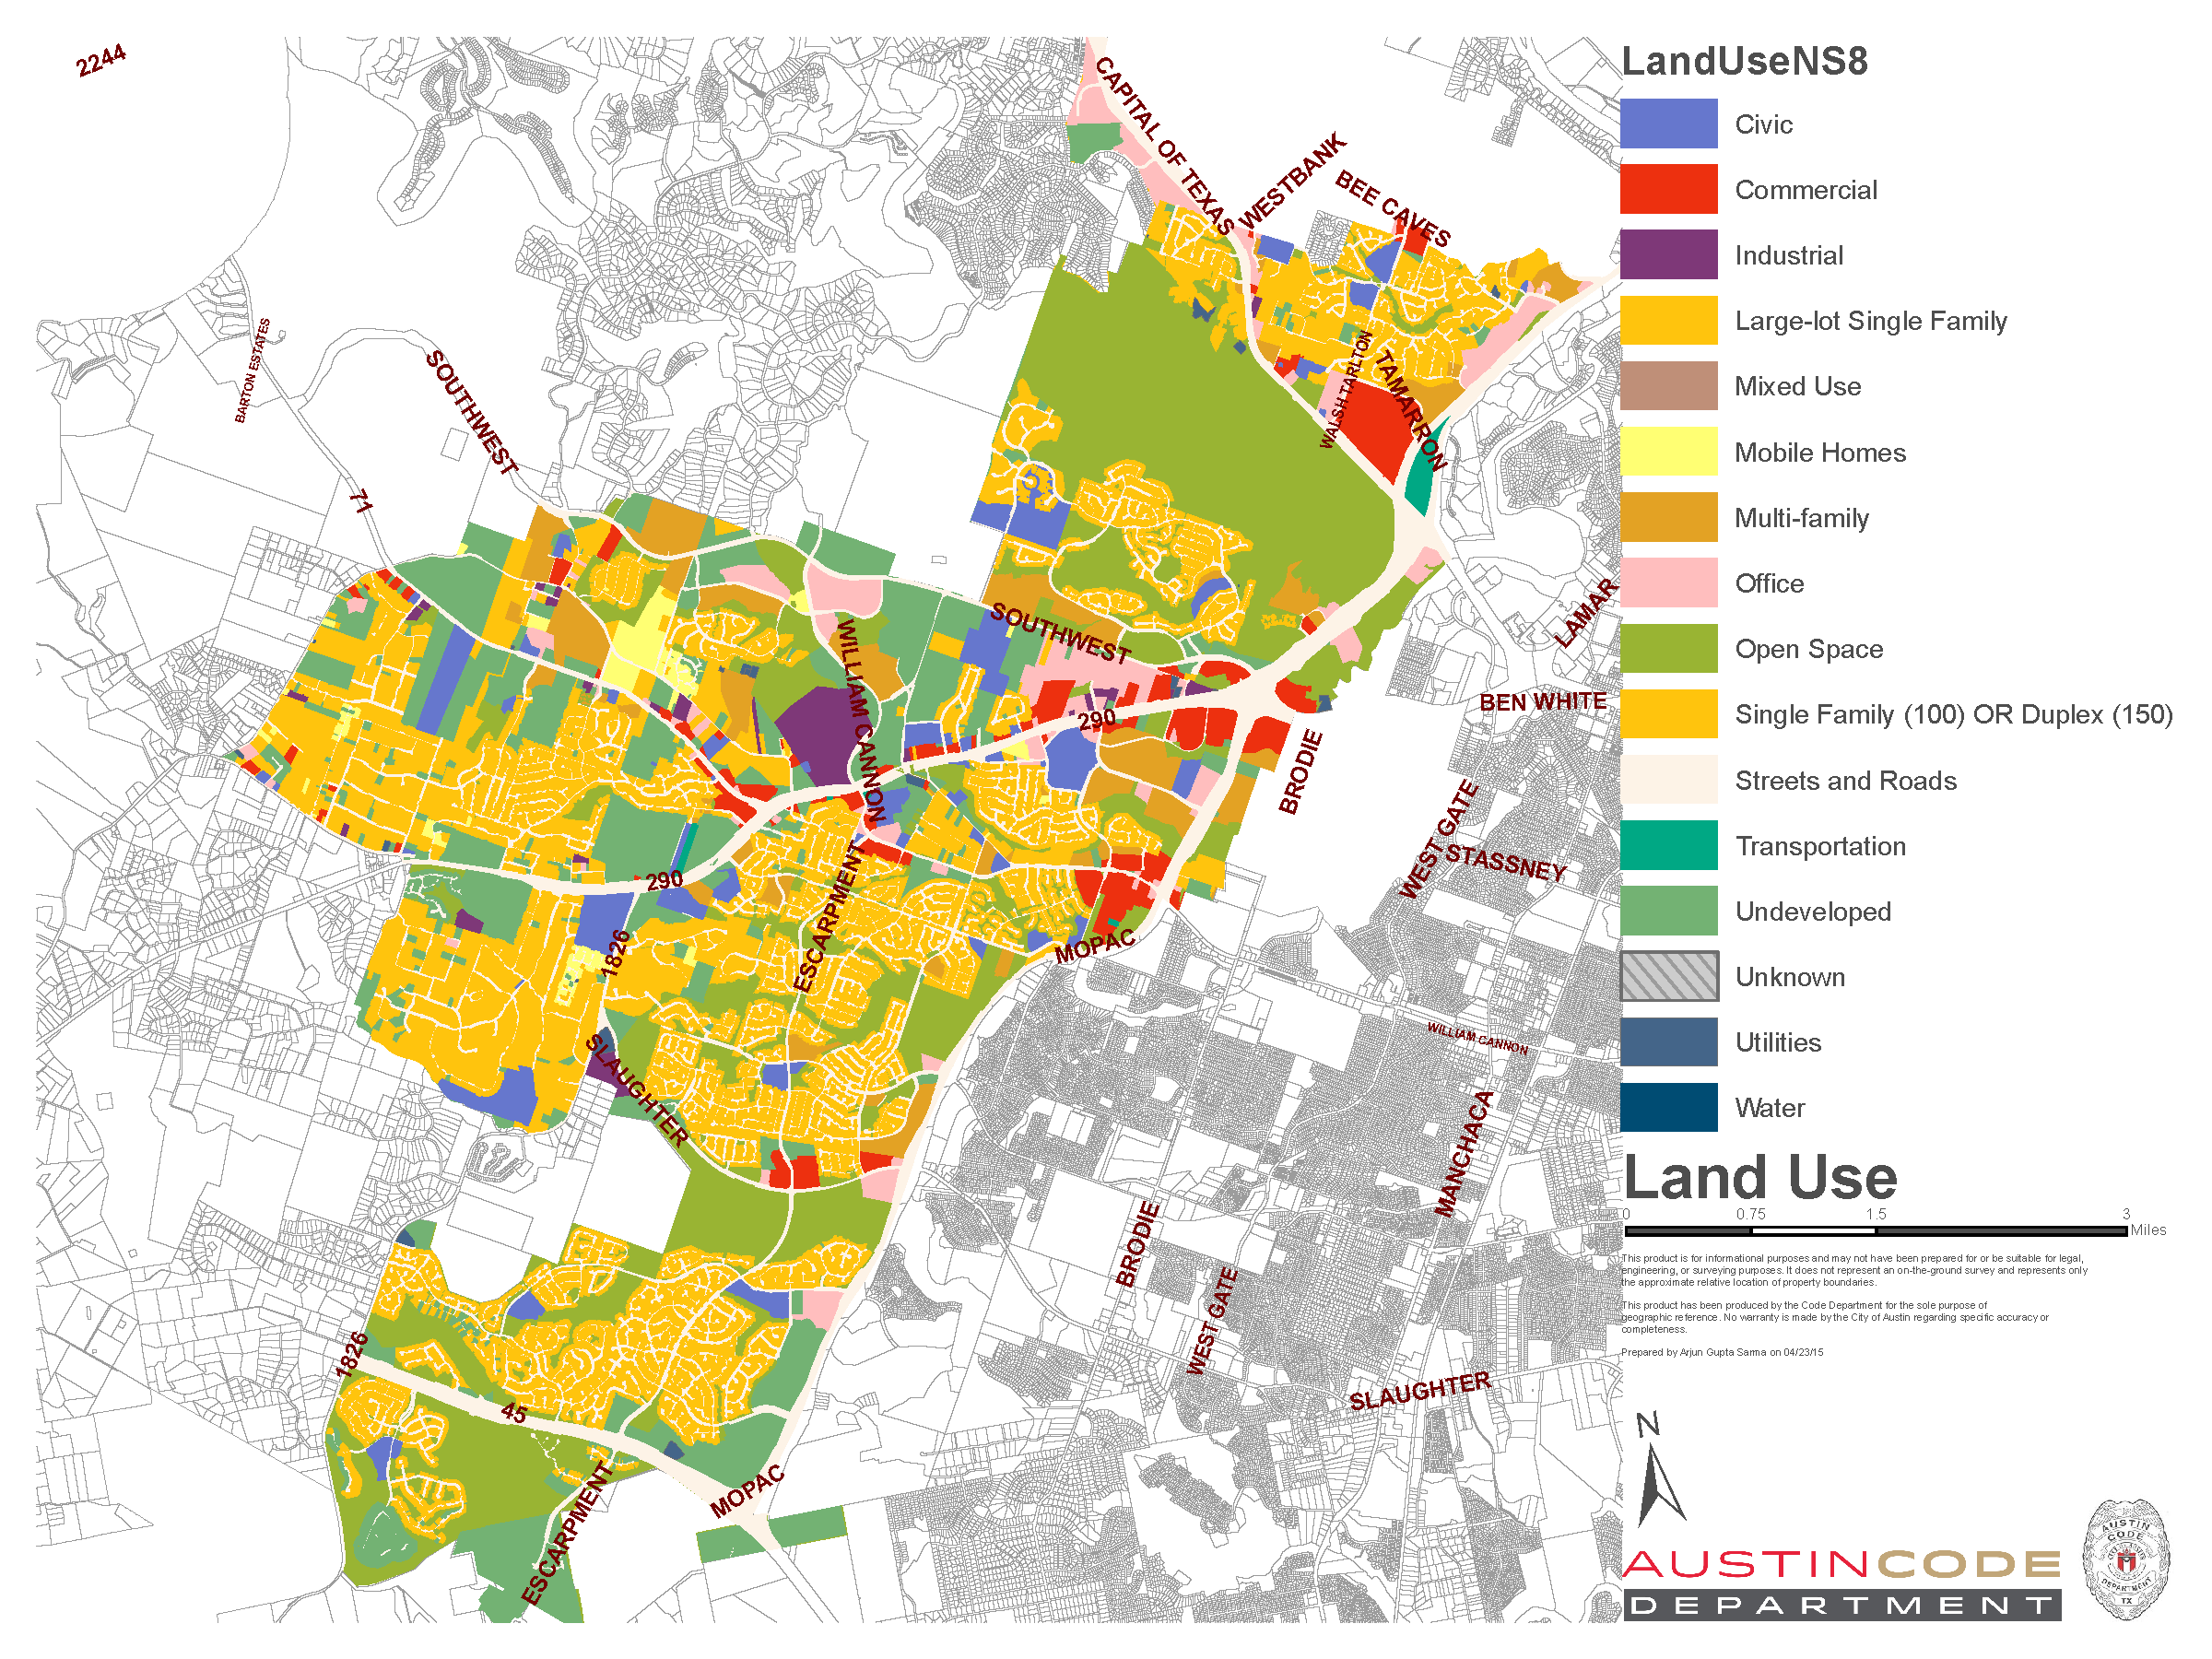 2244
CAPITAL OF TEXAS
WESTBANK
BEE CAVES
BARTON ESTATES
SOUTHWEST
71
WALSH TARLTON
TAMARRON
LAMAR
SOUTHWEST
WILLIAM CANNON
290
BEN WHITE
BRODIE
WEST GATE
STASSNEY
290
ESCARPMENT
1826
MOPAC
WILLIAM CANNON
SLAUGHTER
MANCHACA
BRODIE
WEST GATE
1826
SLAUGHTER
45
MOPAC
ESCARPMENT
LandUseNS8
Civic
Commercial
Industrial
Large-lot Single Family
Mixed Use
Mobile Homes
Multi-family
Office
Open Space
Single Family (100) OR Duplex (150)
Streets and Roads
Transportation
Undeveloped
Unknown
Utilities
Water
Land Use
0 0.75 1.5 3
Miles
This product is for informational purposes and may not have been prepared for or be suitable for legal,
engineering, or surveying purposes. It does not represent an on-the-ground survey and represents only
the approximate relative location of property boundaries.
This product has been produced by the Code Department for the sole purpose of
geographic reference. No warranty is made by the City of Austin regarding specific accuracy or
completeness.
Prepared by Arjun Gupta Sarma on 04/23/15
N
AUSTINCODE
DEPARTMENT
AUSTIN
CODE
DEPARTMENT
TX